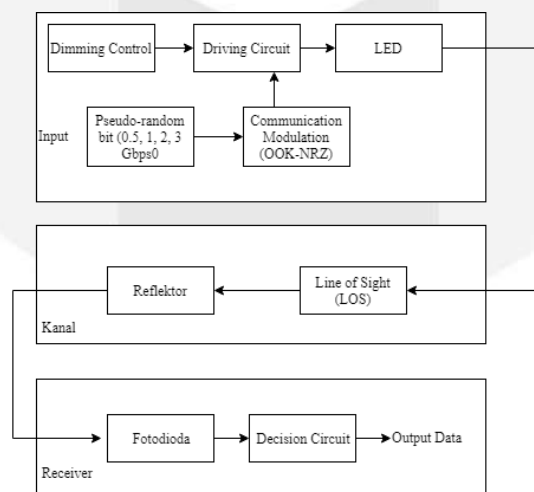 Dimming Control
Driving Circuit
LED
Input
Pseudo-random
bit (0.5, 1, 2, 3
Gbps0
Communication
Modulation
(OOK-NRZ)
Reflektor
Line of Sight
(LOS)
Kanal
Fotodioda
Decision Circuit
Output Data
Receiver